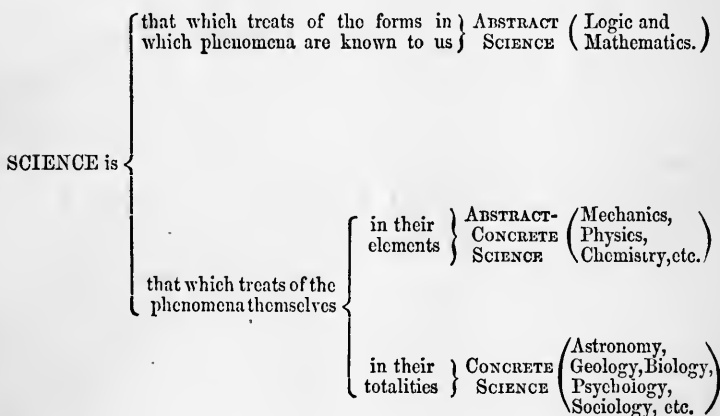 that which treats of the forms in
which phenomena are known to us
ABSTRACT
SCIENCE
(Logic and
Mathematics.)
SCIENCE is
that which treats of the
phenomena themselves
in their
elements
ABSTRACT-
CONCRETE
SCIENCE
(Mechanics,
Physics,
Chemistry, etc.)
in their
totalities
CONCRETE
SCIENCE
(Astronomy,
Geology, Biology,
Psychology,
Sociology, etc.)